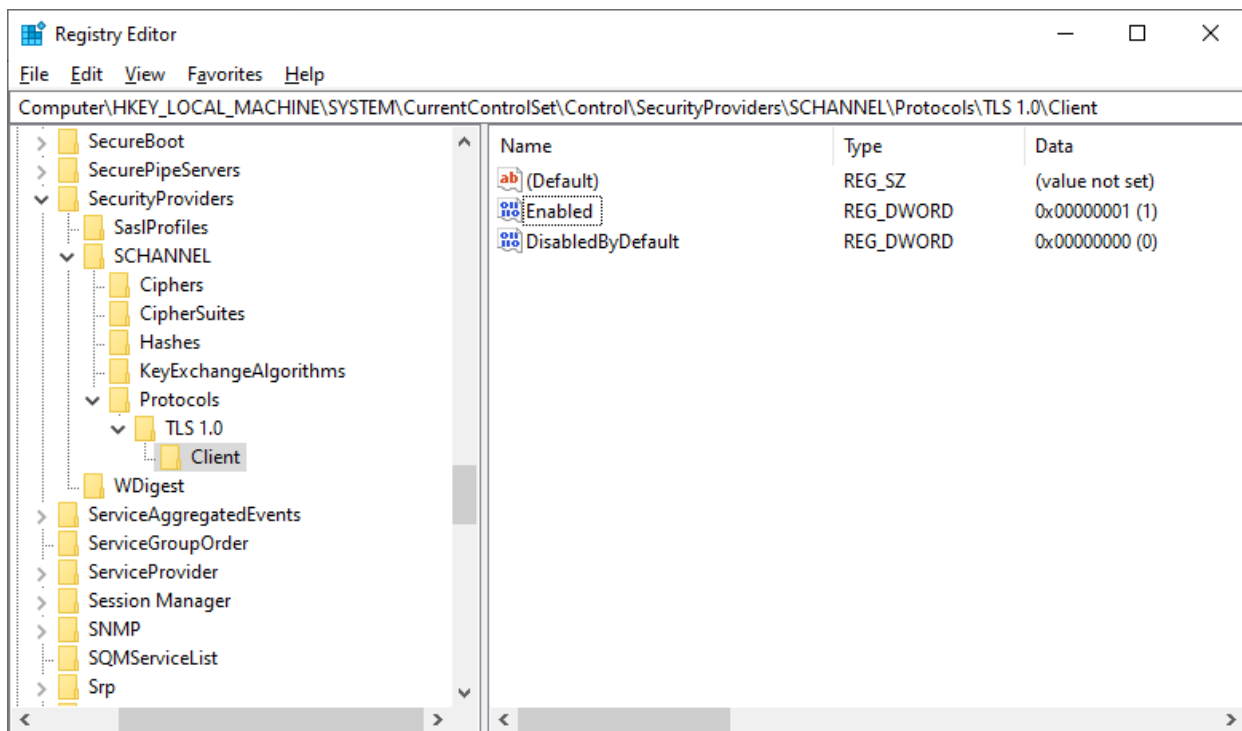 Registry Editor
File Edit View Favorites Help
Computer\HKEY_LOCAL_MACHINE\SYSTEM\CurrentControlSet\Control\SecurityProviders\SCHANNEL\Protocols\TLS 1.0\Client
SecureBoot
SecurePipeServers
SecurityProviders
SaslProfiles
SCHANNEL
Ciphers
CipherSuites
Hashes
KeyExchangeAlgorithms
Protocols
TLS 1.0
Client
WDigest
ServiceAggregatedEvents
ServiceGroupOrder
ServiceProvider
Session Manager
SNMP
SQMServiceList
Srp
Name Type Data
(Default) REG_SZ (value not set)
Enabled REG_DWORD 0x00000001 (1)
DisabledByDefault REG_DWORD 0x00000000 (0)